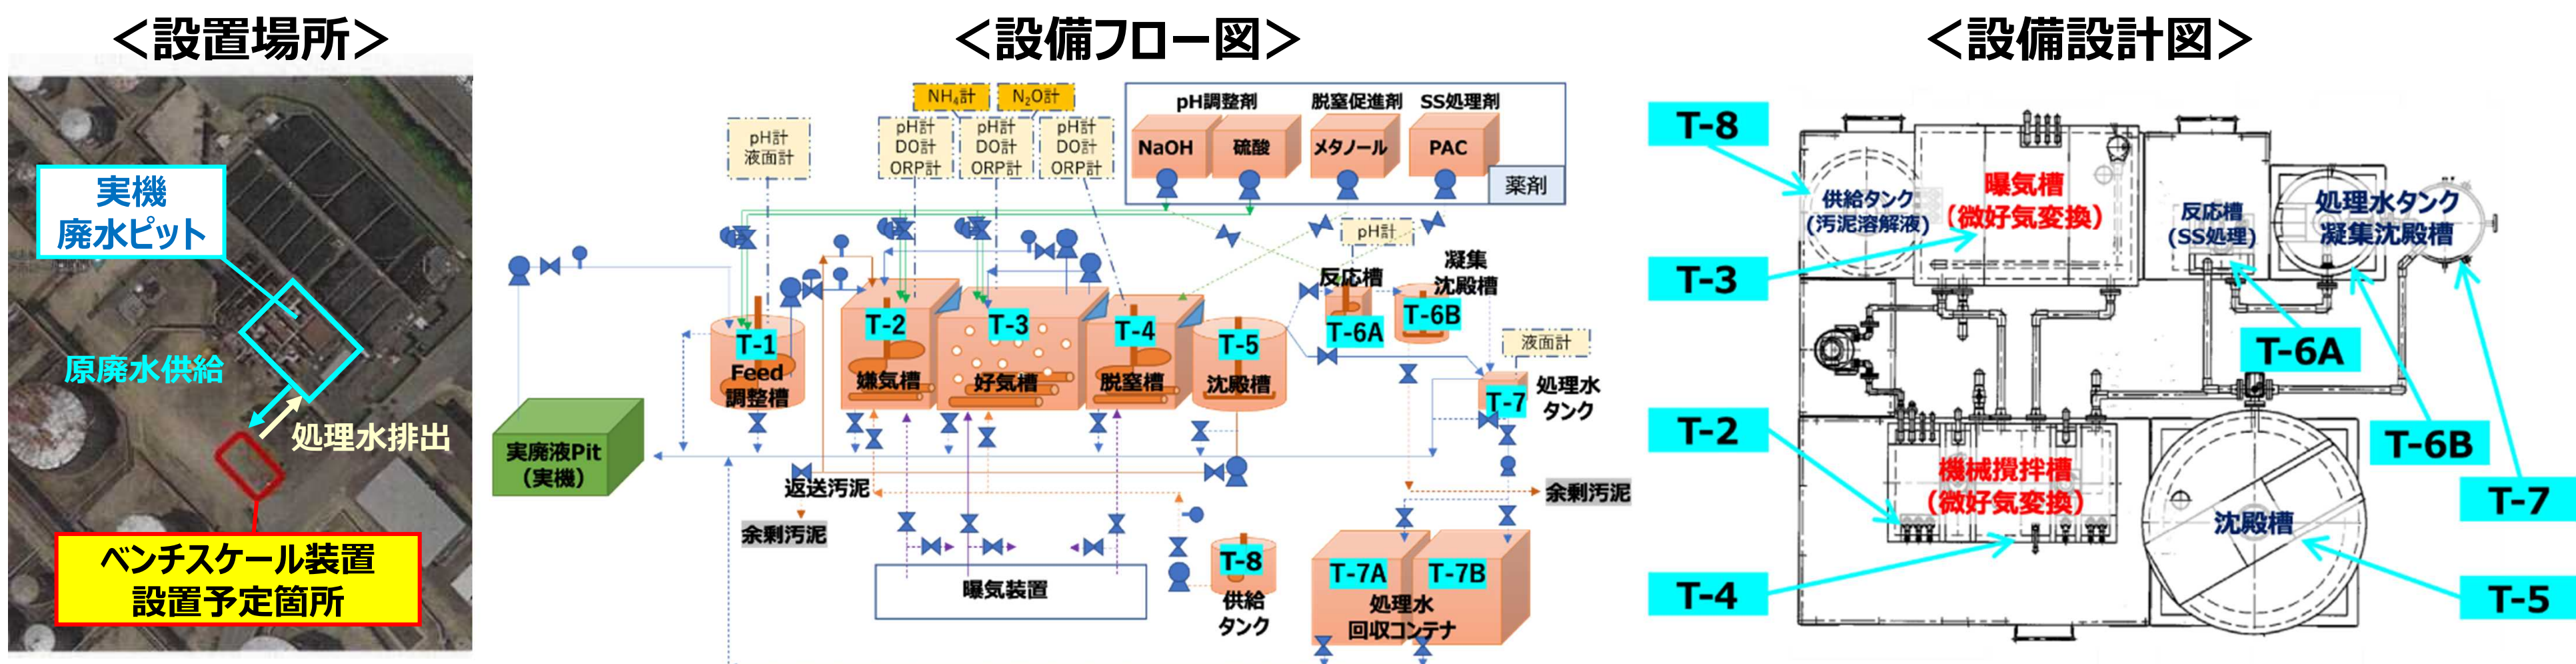 ＜設置場所＞
実機
廃水ピット
原廃水供給
処理水排出
ベンチスケール装置
設置予定箇所
＜設備フロー図＞
NH₄計
N₂O計
pH計
液面計
pH計
DO計
ORP計
pH計
DO計
ORP計
pH計
DO計
ORP計
pH調整剤
脱窒促進剤
SS処理剤
NaOH
硫酸
メタノール
PAC
薬剤
pH計
反応槽
凝集
沈殿槽
T-1
Feed
調整槽
T-2
嫌気槽
T-3
好気槽
T-4
脱窒槽
T-5
沈殿槽
T-6A
T-6B
液面計
T-7
処理水
タンク
実廃液Pit
（実機）
返送汚泥
余剰汚泥
余剰汚泥
曝気装置
T-8
供給
タンク
T-7A
T-7B
処理水
回収コンテナ
＜設備設計図＞
T-8
供給タンク
(汚泥溶解液)
曝気槽
（微好気変換）
反応槽
(SS処理)
処理水タンク
凝集沈殿槽
T-3
T-6A
T-2
T-6B
機械攪拌槽
（微好気変換）
沈殿槽
T-7
T-4
T-5